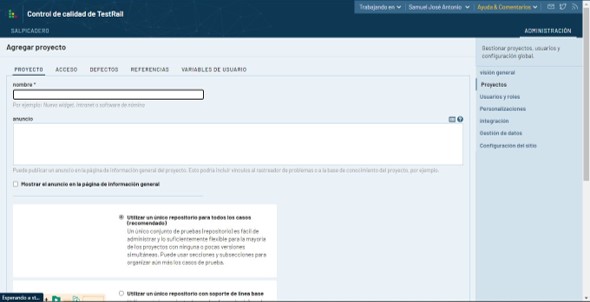 Control de calidad de TestRail
Trabajando en
Samuel José Antonio
Ayuda & Comentarios
SALPICADERO
ADMINISTRACIÓN
Agregar proyecto
PROYECTO ACCESO DEFECTOS REFERENCIAS VARIABLES DE USUARIO
nombre *
Por ejemplo: Nuevo widget, Intranet o software de nómina
anuncio
Puede publicar un anuncio en la página de información general del proyecto. Esto podría incluir vínculos al rastreador de problemas o a la base de conocimiento del proyecto, por ejemplo.
Mostrar el anuncio en la página de información general
Utilizar un único repositorio para todos los casos
(recomendado)
Un único conjunto de pruebas (repositorio) es fácil de
administrar y lo suficientemente flexible para la mayoría
de los proyectos con ninguna o pocas versiones
simultáneas. Puede usar secciones y subsecciones para
organizar aún más los casos de prueba.
Utilizar un único repositorio con soporte de línea base
Esperando a st...
Gestionar proyectos, usuarios y
configuración global.
visión general
Proyectos
Usuarios y roles
Personalizaciones
Integración
Gestión de datos
Configuración del sitio